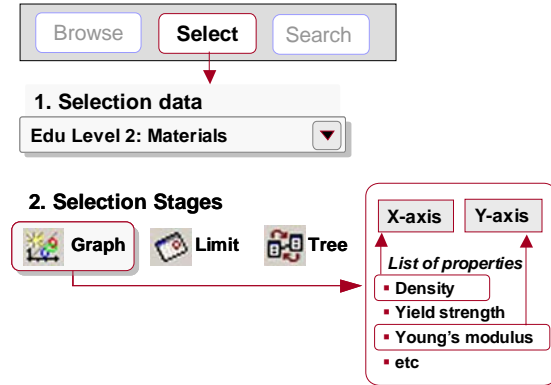 Browse Select Search
1. Selection data
Edu Level 2: Materials
2. Selection Stages
Graph Limit Tree
X-axis Y-axis
List of properties
▪ Density
▪ Yield strength
▪ Young's modulus
▪ etc